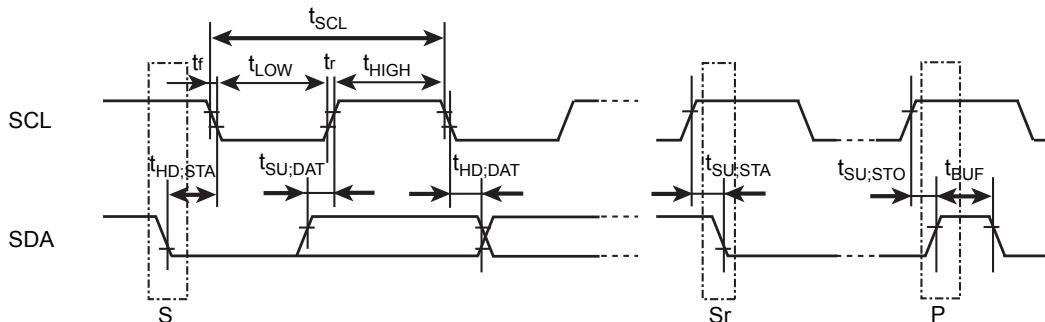 tSCL
tf tLOW tr tHIGH
SCL
tHD;STA tSU;DAT tHD;DAT tSU;STA tSU;STO tBUF
SDA
S Sr P